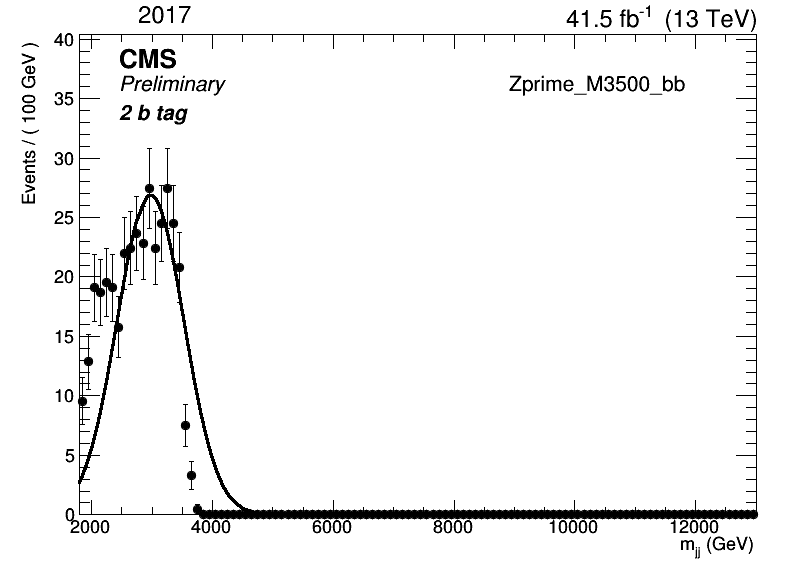 2017
41.5 fb-1 (13 TeV)
CMS
Preliminary
2 b tag
Zprime_M3500_bb
Events / ( 100 GeV )
40
35
30
25
20
15
10
5
0
2000 4000 6000 8000 10000 12000
mjj (GeV)